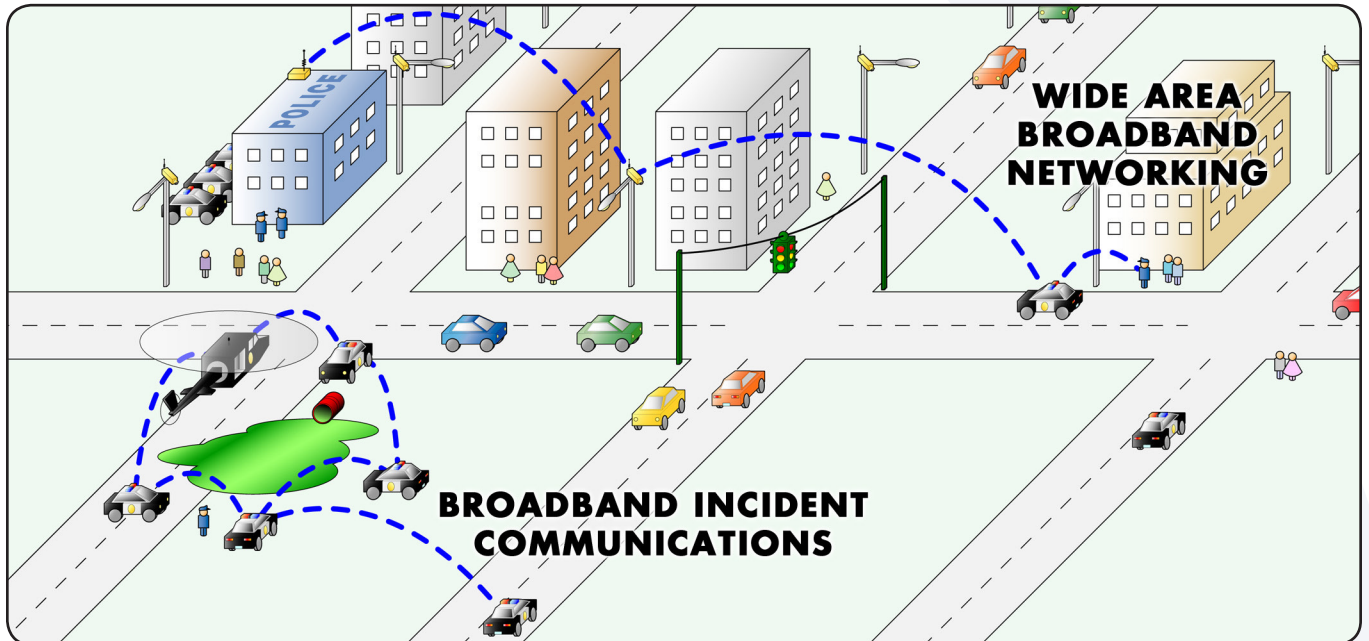 POLICE
WIDE AREA
BROADBAND
NETWORKING
BROADBAND INCIDENT
COMMUNICATIONS